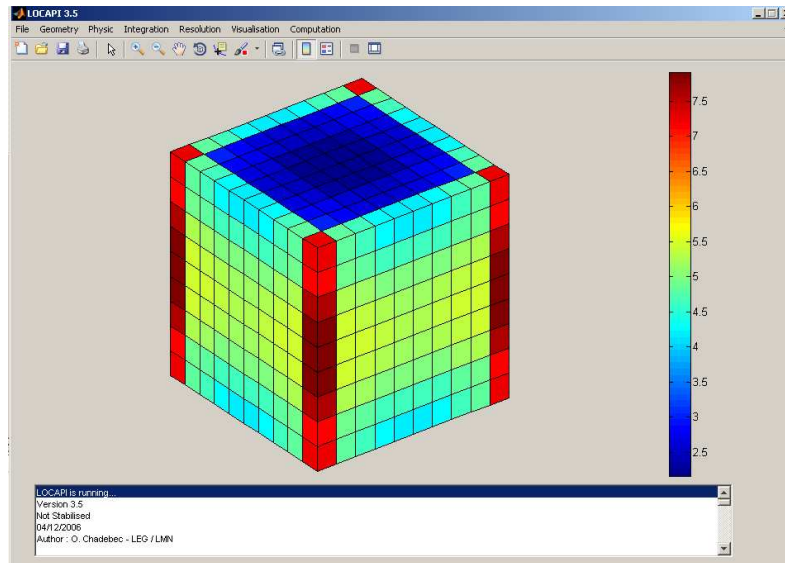 LOCAPI 3.5
File Geometry Physic Integration Resolution Visualisation Computation
7.5
7
6.5
6
5.5
5
4.5
4
3.5
3
2.5
LOCAPI is running...
Version 3.5
Not Stabilised
04/12/2006
Author : O. Chadebec - LEG / LMN